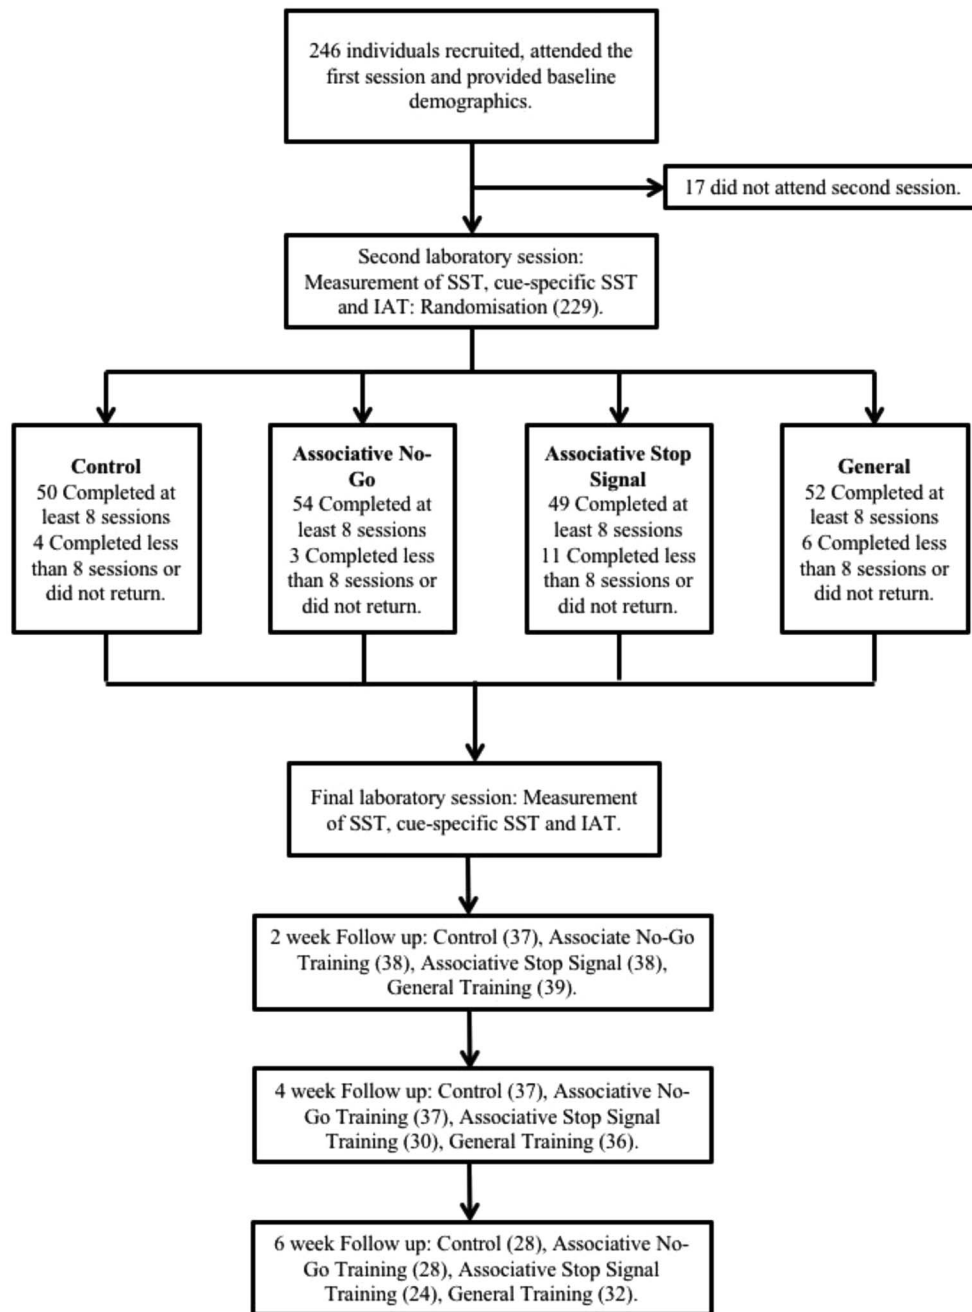 246 individuals recruited, attended the
first session and provided baseline
demographics.
17 did not attend second session.
Second laboratory session:
Measurement of SST, cue-specific SST
and IAT: Randomisation (229).
Control
50 Completed at
least 8 sessions
4 Completed less
than 8 sessions or
did not return.
Associative No-
Go
54 Completed at
least 8 sessions
3 Completed less
than 8 sessions or
did not return.
Associative Stop
Signal
49 Completed at
least 8 sessions
11 Completed less
than 8 sessions or
did not return.
General
52 Completed at
least 8 sessions
6 Completed less
than 8 sessions or
did not return.
Final laboratory session: Measurement
of SST, cue-specific SST and IAT.
2 week Follow up: Control (37), Associate No-Go
Training (38), Associative Stop Signal (38),
General Training (39).
4 week Follow up: Control (37), Associative No-
Go Training (37), Associative Stop Signal
Training (30), General Training (36).
6 week Follow up: Control (28), Associative No-
Go Training (28), Associative Stop Signal
Training (24), General Training (32).